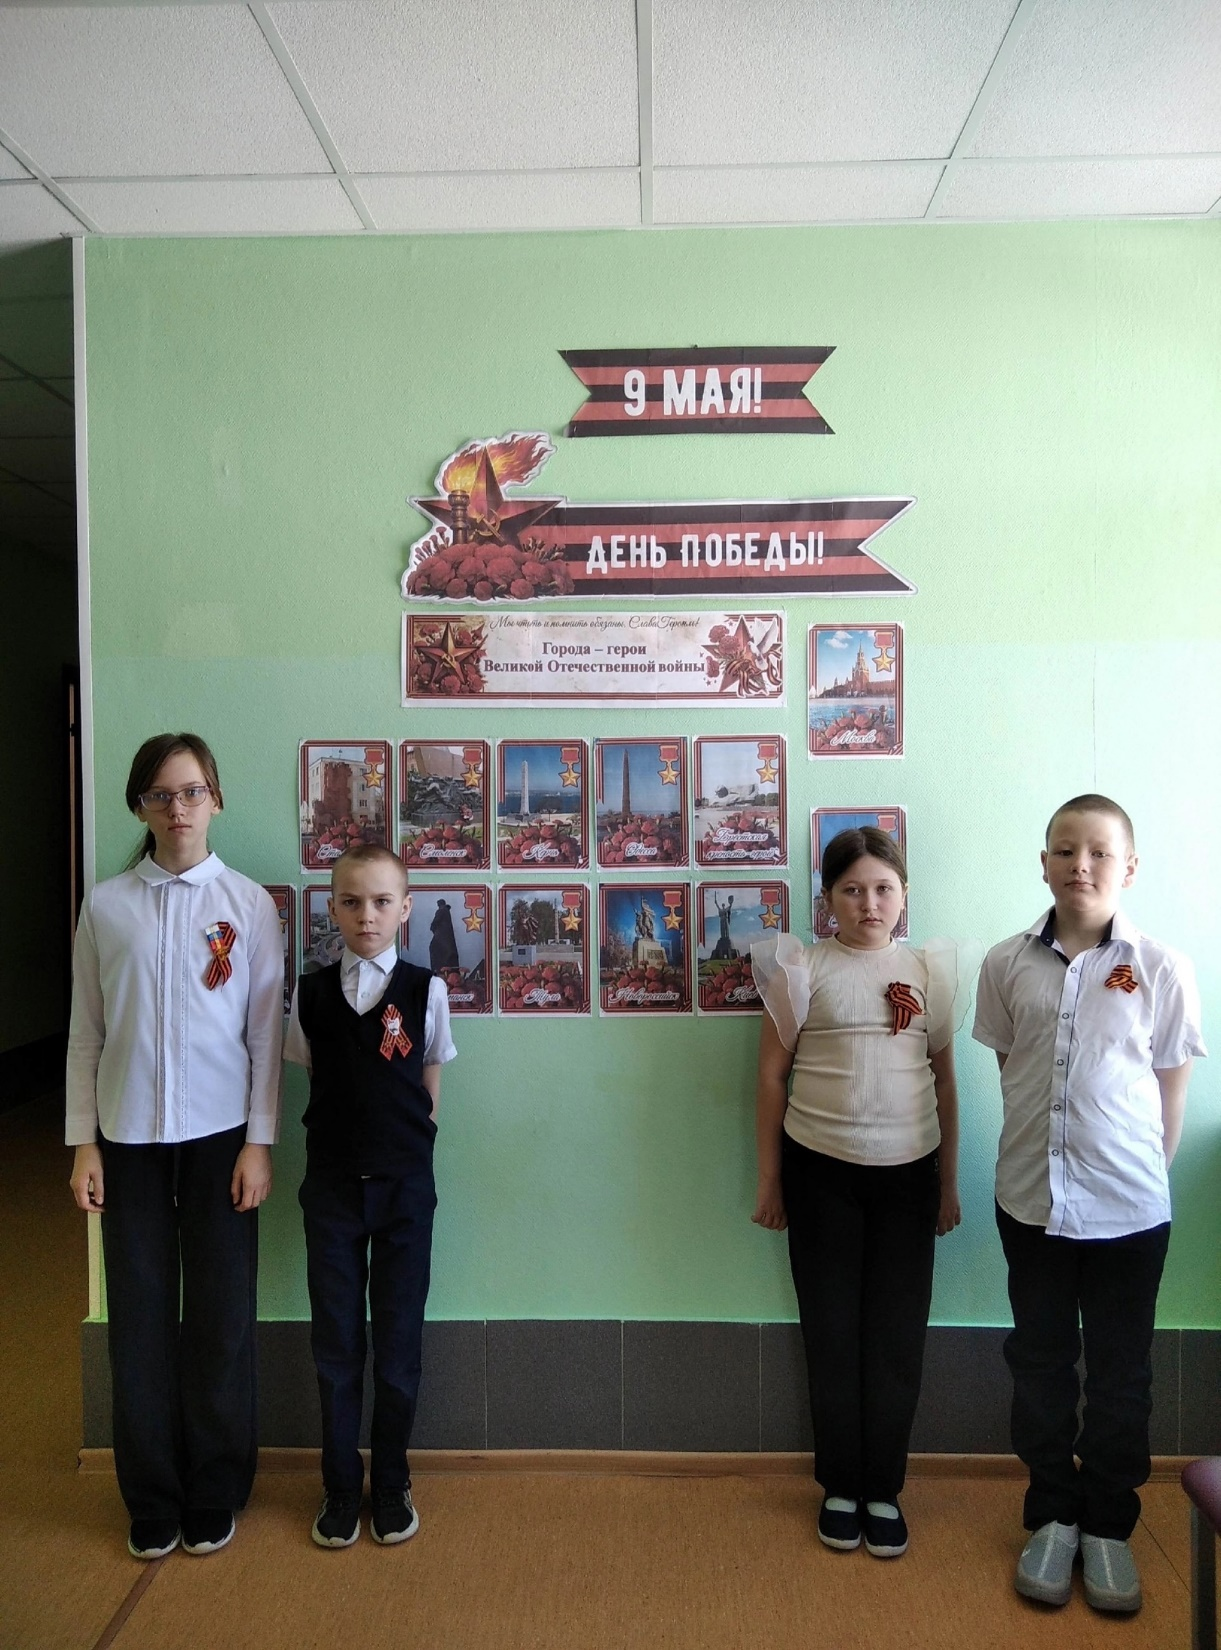 9 МАЯ!
ДЕНЬ ПОБЕДЫ!
Мы чтить и помнить обязаны. Слава Героям!
Города – герои
Великой Отечественной войны
Москва
Смоленск
Керчь
Одесса
Брестская
крепость-герой
Тула
Новороссийск